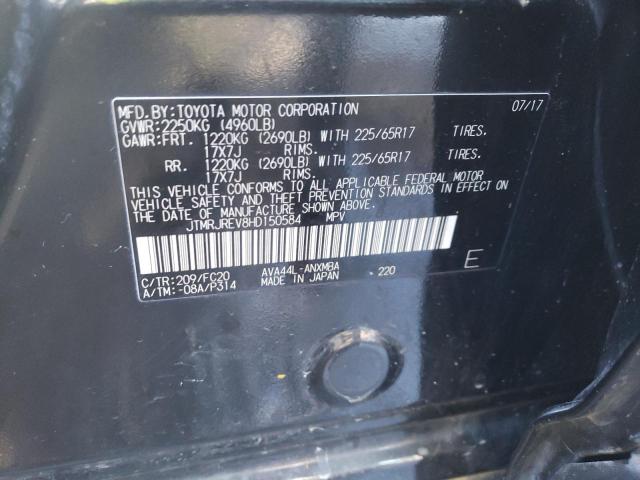 MFD.BY:TOYOTA MOTOR CORPORATION 07/17
GVWR:2250KG (4960LB)
GAWR:FRT. 1220KG (2690LB) WITH 225/65R17 TIRES.
17X7J RIMS.
RR. 1220KG (2690LB) WITH 225/65R17 TIRES.
17X7J RIMS.
THIS VEHICLE CONFORMS TO ALL APPLICABLE FEDERAL MOTOR
VEHICLE SAFETY AND THEFT PREVENTION STANDARDS IN EFFECT ON
THE DATE OF MANUFACTURE SHOWN ABOVE.
JTMRJREV8HD150584 MPV
C/TR:209/FC20 AVA44L-ANXMBA 220
A/TM:-08A/P314 MADE IN JAPAN E